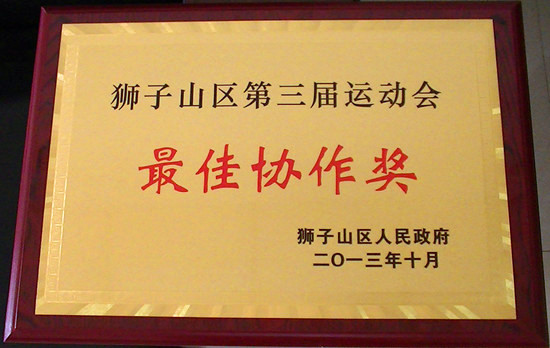 狮子山区第三届运动会
最佳协作奖
狮子山区人民政府
二〇一三年十月